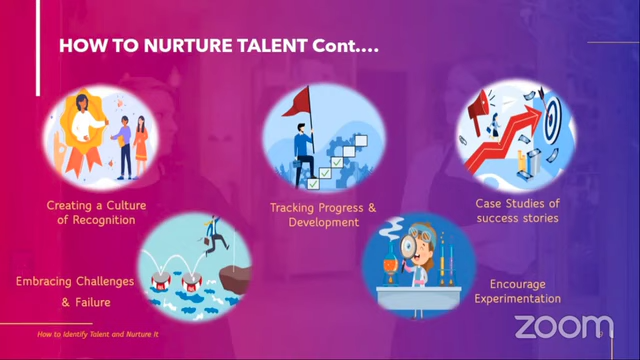 HOW TO NURTURE TALENT Cont.…
Creating a Culture
of Recognition
Tracking Progress &
Development
Case Studies of
success stories
Embracing Challenges
& Failure
Encourage
Experimentation
How to Identify Talent and Nurture It
zoom